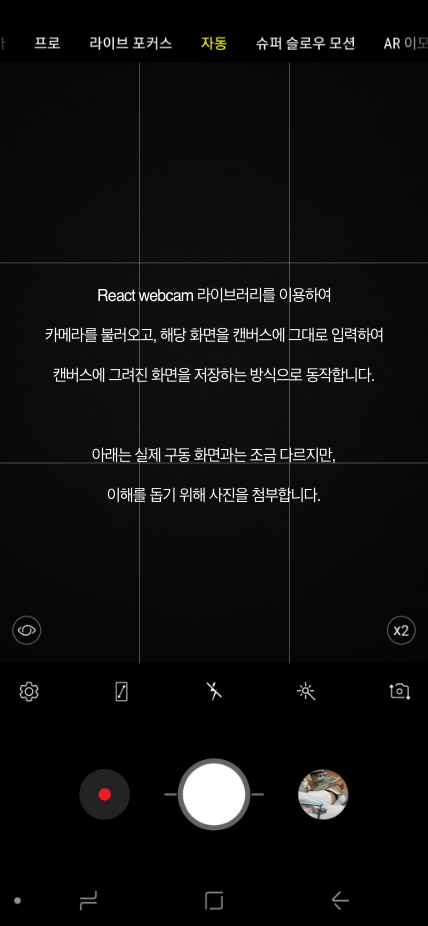 프로 라이브 포커스 자동 슈퍼 슬로우 모션 AR 이모
React webcam 라이브러리를 이용하여
카메라를 불러오고, 해당 화면을 캔버스에 그대로 입력하여
캔버스에 그려진 화면을 저장하는 방식으로 동작합니다.
아래는 실제 구동 화면과는 조금 다르지만,
이해를 돕기 위해 사진을 첨부합니다.
x2